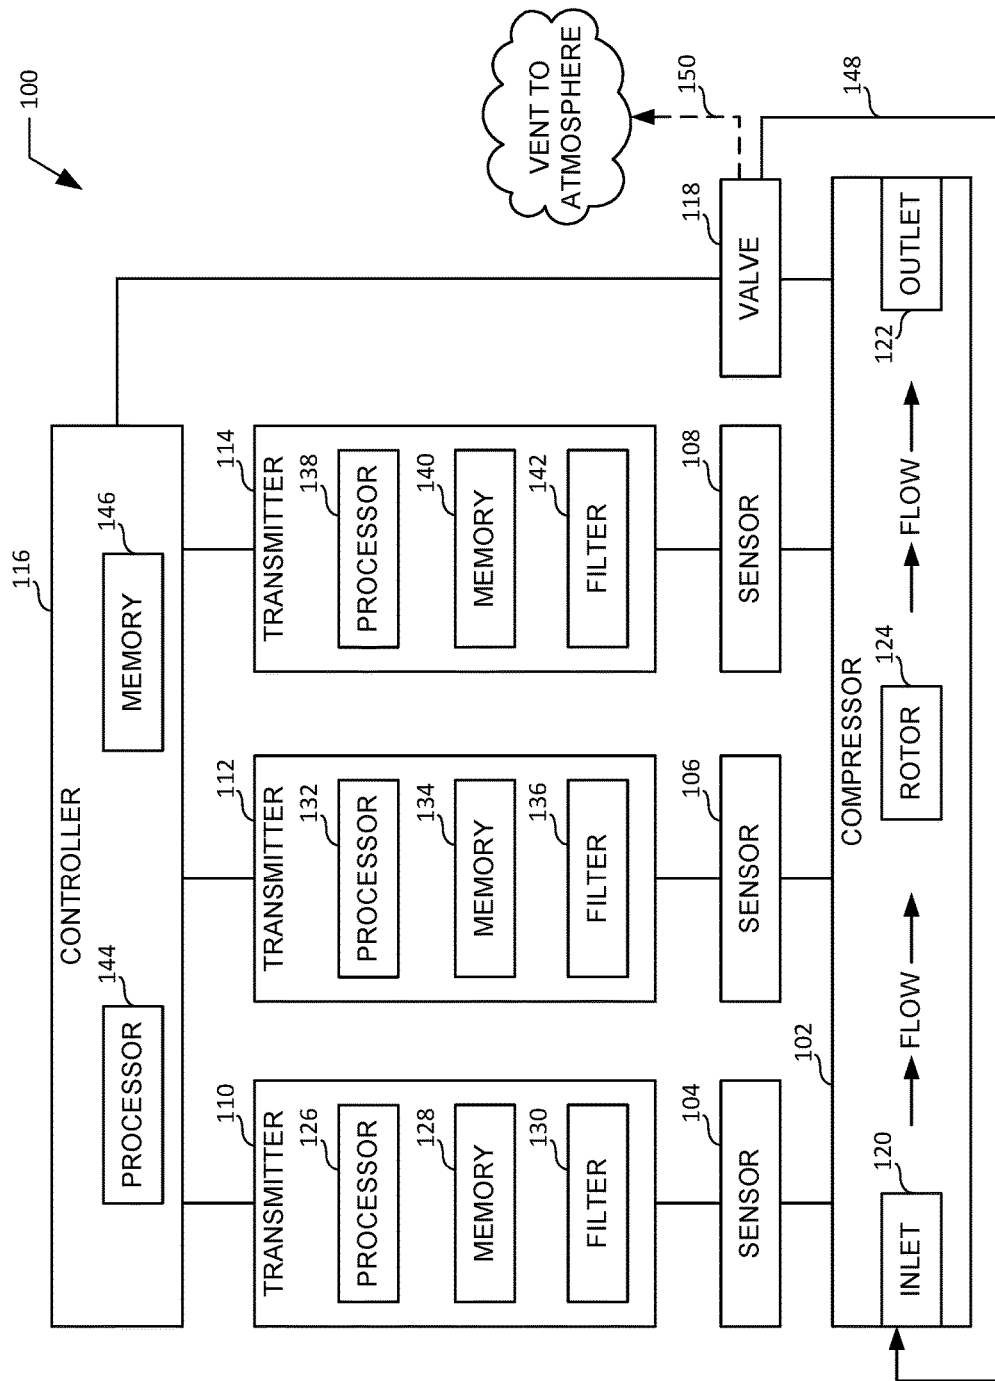 100
116
CONTROLLER
144
PROCESSOR
146
MEMORY
110
TRANSMITTER
126
PROCESSOR
128
MEMORY
130
FILTER
112
TRANSMITTER
132
PROCESSOR
134
MEMORY
136
FILTER
114
TRANSMITTER
138
PROCESSOR
140
MEMORY
142
FILTER
VENT TO
ATMOSPHERE
104
SENSOR
106
SENSOR
108
SENSOR
118
VALVE
150
148
102
COMPRESSOR
120
INLET
FLOW
124
ROTOR
FLOW
122
OUTLET